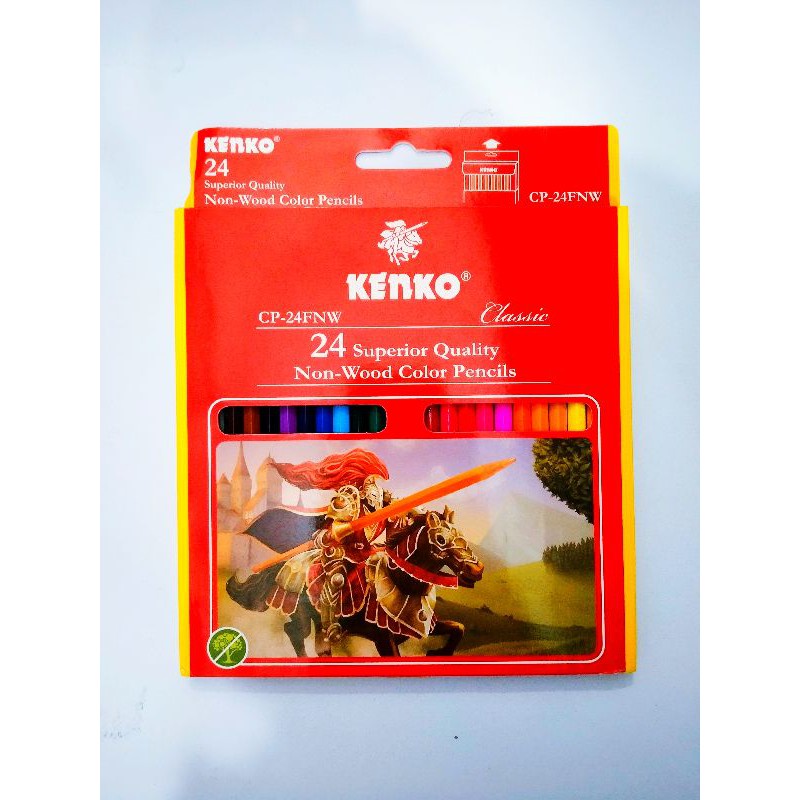 KENKO®
24
Superior Quality
Non-Wood Color Pencils
KENKO
CP-24FNW
KENKO®
CP-24FNW
Classic
24 Superior Quality
Non-Wood Color Pencils